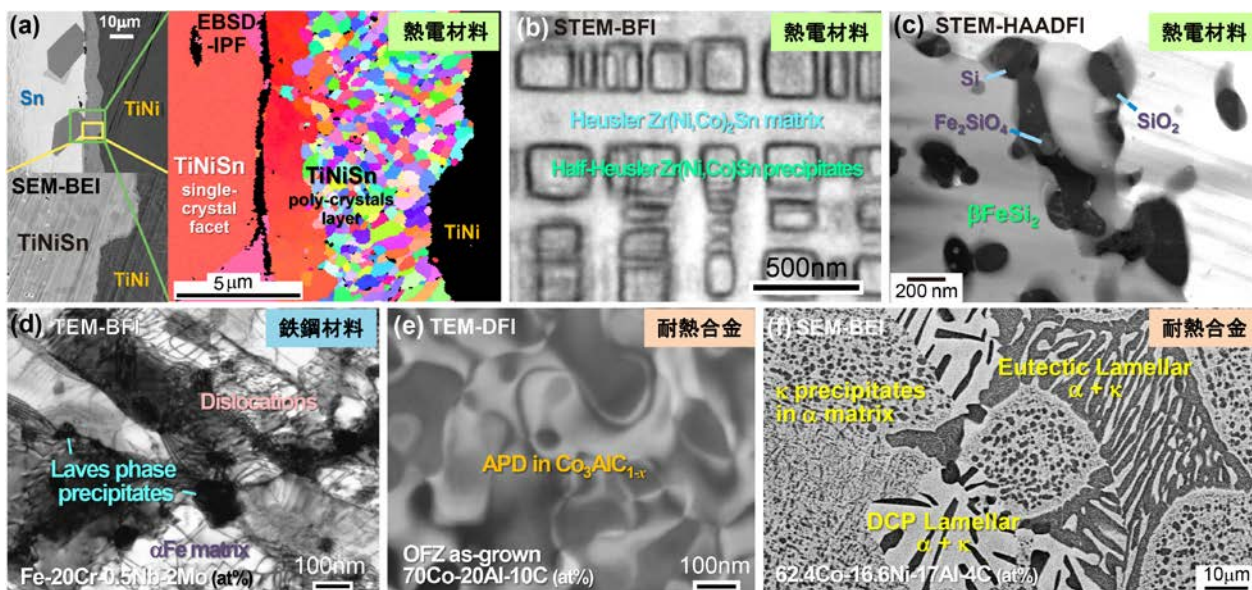 (a)
10μm
EBSD
-IPF
熱電材料
Sn
TiNi
SEM-BEI
TiNiSn
TiNi
TiNiSn
single-
crystal
facet
TiNiSn
poly-crystals
layer
TiNi
5μm
(b) STEM-BFI
熱電材料
Heusler Zr(Ni,Co)₂Sn matrix
Half-Heusler Zr(Ni,Co)Sn precipitates
500nm
(c)
STEM-HAADFI
熱電材料
Si
SiO₂
Fe₂SiO₄
βFeSi₂
200 nm
(d) TEM-BFI
鉄鋼材料
Dislocations
Laves phase
precipitates
αFe matrix
Fe-20Cr-0.5Nb-2Mo (at%)
100nm
(e) TEM-DFI
耐熱合金
APD in Co₃AlC₁₋ₓ
OFZ as-grown
70Co-20Al-10C (at%)
100nm
(f) SEM-BEI
耐熱合金
Eutectic Lamellar
α + κ
κ precipitates
in α matrix
DCP Lamellar
α + κ
62.4Co-16.6Ni-17Al-4C (at%)
10μm